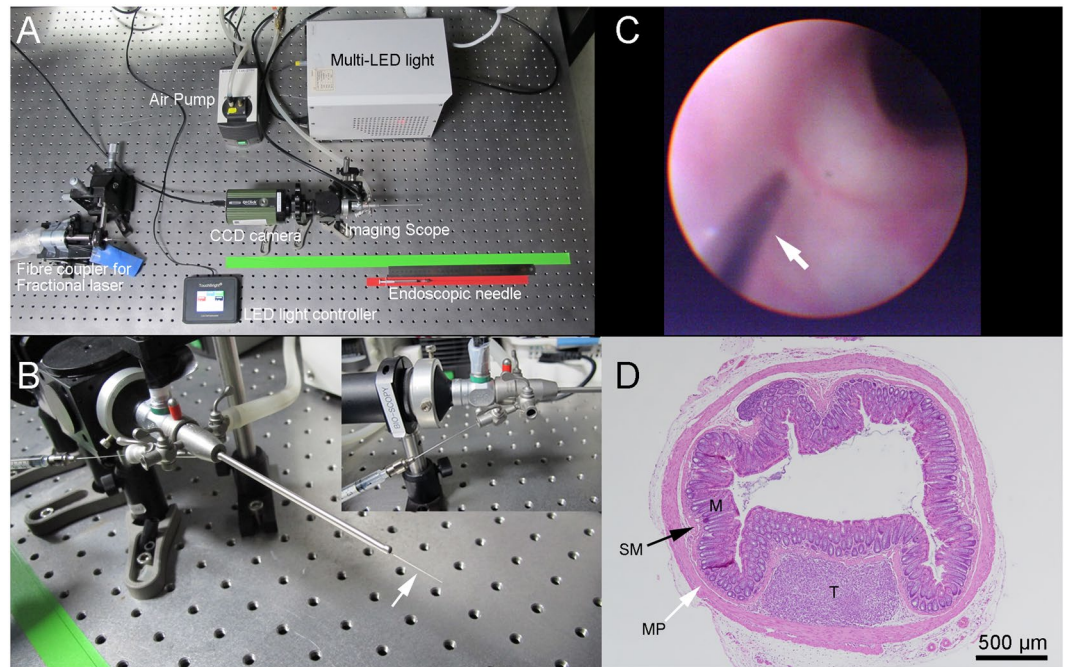 A
Multi-LED light
Air Pump
CCD camera
Imaging Scope
Fibre coupler for
Fractional laser
Endoscopic needle
LED light controller
B
C
D
M
SM
T
MP
500 µm